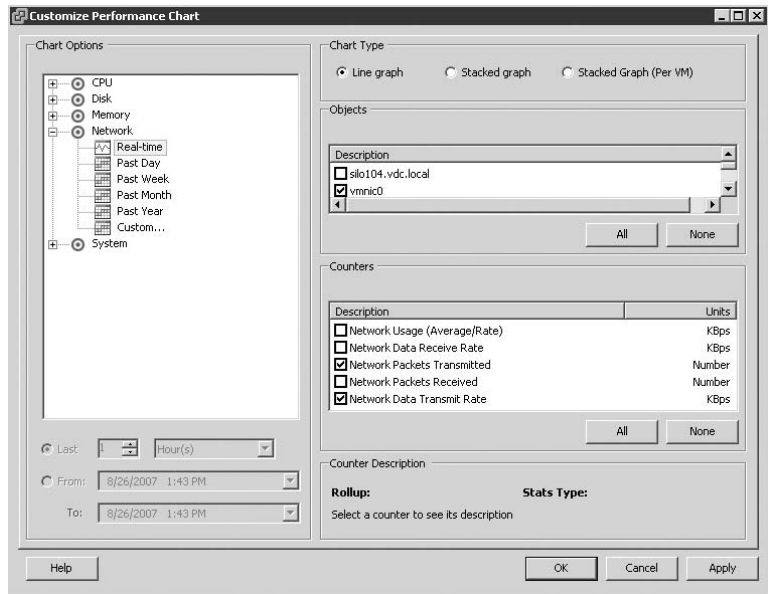 Customize Performance Chart
Chart Options
CPU
Disk
Memory
Network
Real-time
Past Day
Past Week
Past Month
Past Year
Custom...
System
Last 1 Hour(s)
From: 8/26/2007 1:43 PM
To: 8/26/2007 1:43 PM
Chart Type
Line graph Stacked graph Stacked Graph (Per VM)
Objects
Description
silo104.vdc.local
vmnic0
All None
Counters
Description Units
Network Usage (Average/Rate) KBps
Network Data Receive Rate KBps
Network Packets Transmitted Number
Network Packets Received Number
Network Data Transmit Rate KBps
All None
Counter Description
Rollup: Stats Type:
Select a counter to see its description
Help OK Cancel Apply